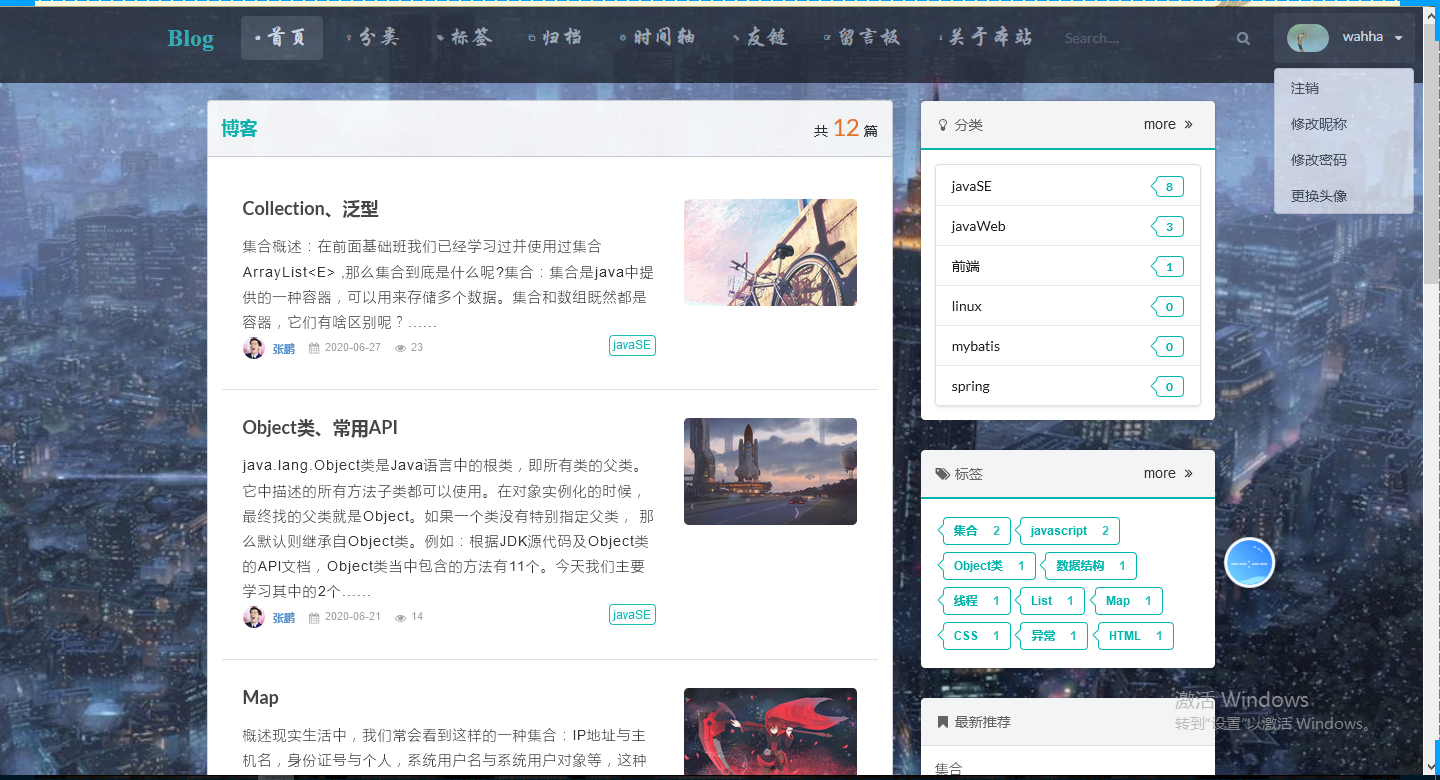 Blog 首页 分类 标签 归档 时间轴 友链 留言板 关于本站 Search.... wahha
注销
修改昵称
修改密码
更换头像
博客 共 12 篇
Collection、泛型
集合概述：在前面基础班我们已经学习过并使用过集合
ArrayList<E> ,那么集合到底是什么呢?集合：集合是java中提
供的一种容器，可以用来存储多个数据。集合和数组既然都是
容器，它们有啥区别呢？......
张鹏 2020-06-27 23 javaSE
Object类、常用API
java.lang.Object类是Java语言中的根类，即所有类的父类。
它中描述的所有方法子类都可以使用。在对象实例化的时候，
最终找的父类就是Object。如果一个类没有特别指定父类， 那
么默认则继承自Object类。例如：根据JDK源代码及Object类
的API文档，Object类当中包含的方法有11个。今天我们主要
学习其中的2个......
张鹏 2020-06-21 14 javaSE
Map
概述现实生活中，我们常会看到这样的一种集合：IP地址与主
机名，身份证号与个人，系统用户名与系统用户对象等，这种
分类 more
javaSE 8
javaWeb 3
前端 1
linux 0
mybatis 0
spring 0
标签 more
集合 2 javascript 2
Object类 1 数据结构 1
线程 1 List 1 Map 1
CSS 1 异常 1 HTML 1
最新推荐
集合
激活 Windows
转到"设置"以激活 Windows。